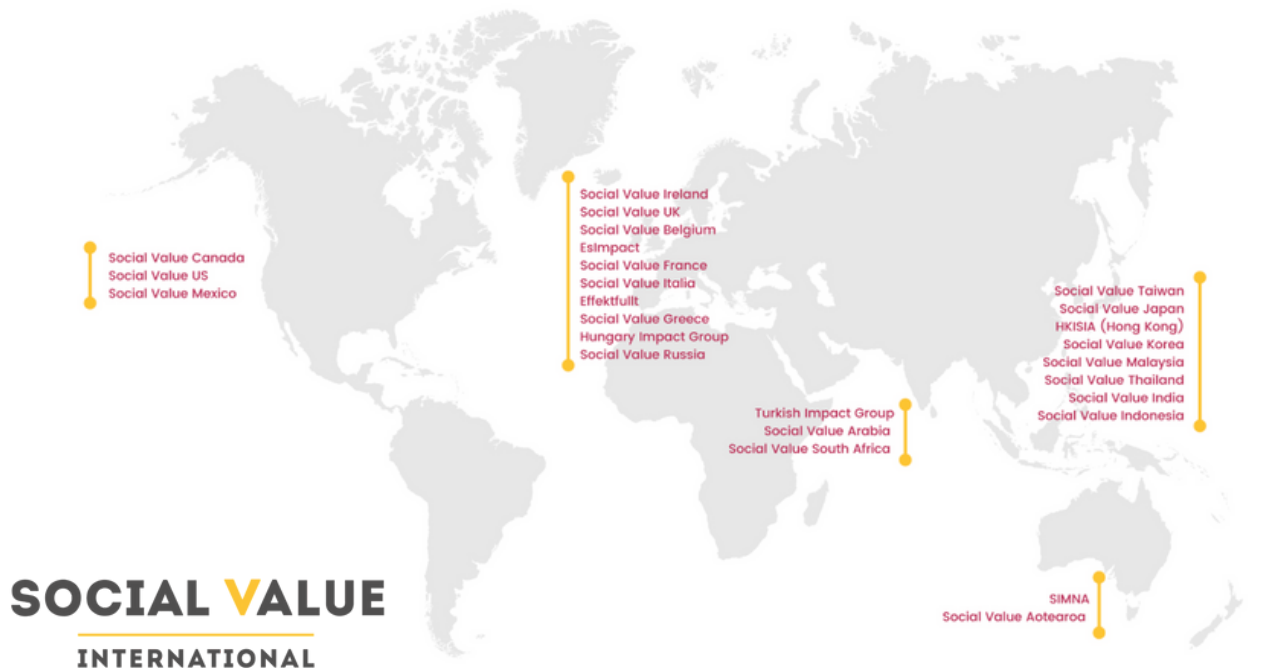 Social Value Canada
Social Value US
Social Value Mexico
Social Value Ireland
Social Value UK
Social Value Belgium
EsImpact
Social Value France
Social Value Italia
Effektfullt
Social Value Greece
Hungary Impact Group
Social Value Russia
Turkish Impact Group
Social Value Arabia
Social Value South Africa
Social Value Taiwan
Social Value Japan
HKISIA (Hong Kong)
Social Value Korea
Social Value Malaysia
Social Value Thailand
Social Value India
Social Value Indonesia
SIMNA
Social Value Aotearoa
SOCIAL VALUE
INTERNATIONAL